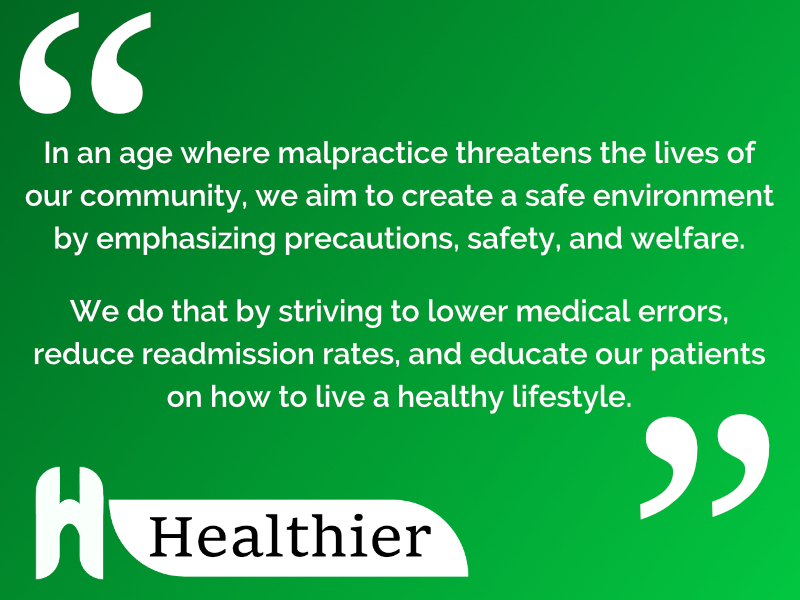 “
In an age where malpractice threatens the lives of
our community, we aim to create a safe environment
by emphasizing precautions, safety, and welfare.
We do that by striving to lower medical errors,
reduce readmission rates, and educate our patients
on how to live a healthy lifestyle.
”
H Healthier